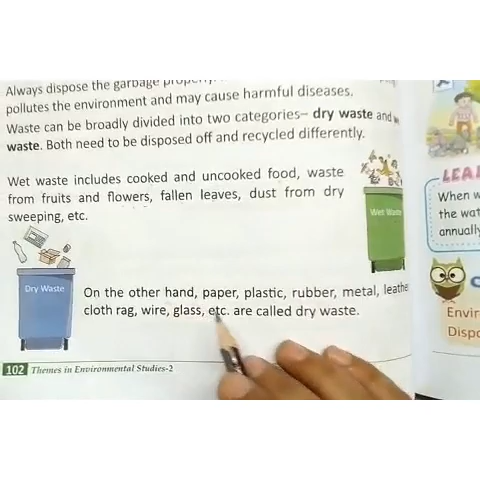 Always dispose the garbage properly.
pollutes the environment and may cause harmful diseases.
Waste can be broadly divided into two categories– dry waste and
waste. Both need to be disposed off and recycled differently.
Wet waste includes cooked and uncooked food, waste
from fruits and flowers, fallen leaves, dust from dry
sweeping, etc.
Wet Waste
Dry Waste
On the other hand, paper, plastic, rubber, metal, leathe
cloth rag, wire, glass, etc. are called dry waste.
102 Themes in Environmental Studies-2
LEA
When w
the wat
annually
C
Envir
Dispo